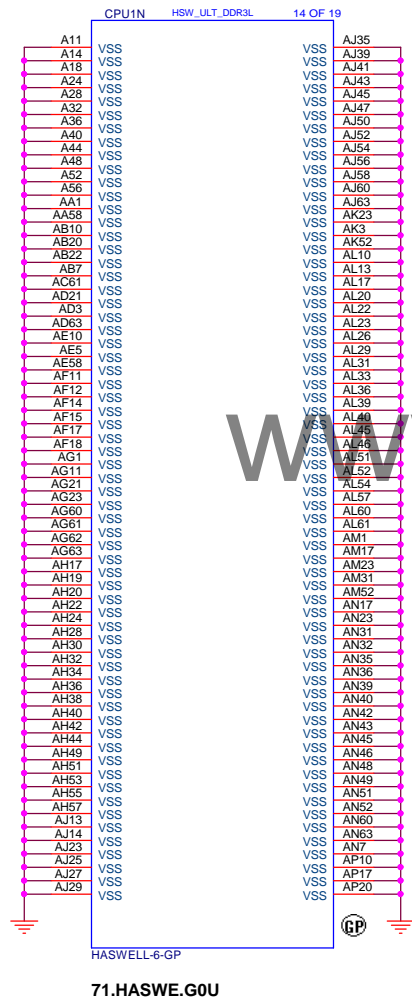 CPU1N HSW_ULT_DDR3L 14 OF 19
A11 VSS VSS AJ35
A14 VSS VSS AJ39
A18 VSS VSS AJ41
A24 VSS VSS AJ43
A28 VSS VSS AJ45
A32 VSS VSS AJ47
A36 VSS VSS AJ50
A40 VSS VSS AJ52
A44 VSS VSS AJ54
A48 VSS VSS AJ56
A52 VSS VSS AJ58
A56 VSS VSS AJ60
AA1 VSS VSS AJ63
AA58 VSS VSS AK23
AB10 VSS VSS AK3
AB20 VSS VSS AK52
AB22 VSS VSS AL10
AB7 VSS VSS AL13
AC61 VSS VSS AL17
AD21 VSS VSS AL20
AD3 VSS VSS AL22
AD63 VSS VSS AL23
AE10 VSS VSS AL26
AE5 VSS VSS AL29
AE58 VSS VSS AL31
AF11 VSS VSS AL33
AF12 VSS VSS AL36
AF14 VSS VSS AL39
AF15 VSS VSS AL40
AF17 VSS VSS AL45
AF18 VSS VSS AL46
AG1 VSS VSS AL51
AG11 VSS VSS AL52
AG21 VSS VSS AL54
AG23 VSS VSS AL57
AG60 VSS VSS AL60
AG61 VSS VSS AL61
AG62 VSS VSS AM1
AG63 VSS VSS AM17
AH17 VSS VSS AM23
AH19 VSS VSS AM31
AH20 VSS VSS AM52
AH22 VSS VSS AN17
AH24 VSS VSS AN23
AH28 VSS VSS AN31
AH30 VSS VSS AN32
AH32 VSS VSS AN35
AH34 VSS VSS AN36
AH36 VSS VSS AN39
AH38 VSS VSS AN40
AH40 VSS VSS AN42
AH42 VSS VSS AN43
AH44 VSS VSS AN45
AH49 VSS VSS AN46
AH51 VSS VSS AN48
AH53 VSS VSS AN49
AH55 VSS VSS AN51
AH57 VSS VSS AN52
AJ13 VSS VSS AN60
AJ14 VSS VSS AN63
AJ23 VSS VSS AN7
AJ25 VSS VSS AP10
AJ27 VSS VSS AP17
AJ29 VSS VSS AP20
GP
HASWELL-6-GP
71.HASWE.G0U